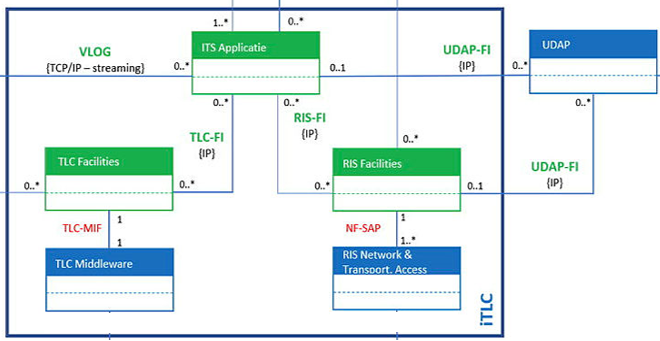 1..*
0..*
VLOG
{TCP/IP – streaming}
0..*
ITS Applicatie
0..1
UDAP-FI
{IP}
0..*
UDAP
0..*
0..*
0..*
TLC-FI
{IP}
RIS-FI
{IP}
0..*
TLC Facilities
RIS Facilities
UDAP-FI
{IP}
0..*
0..*
0..*
0..1
TLC-MIF
1
1
NF-SAP
1
1..*
TLC Middleware
RIS Network &
Transport. Access
iTLC